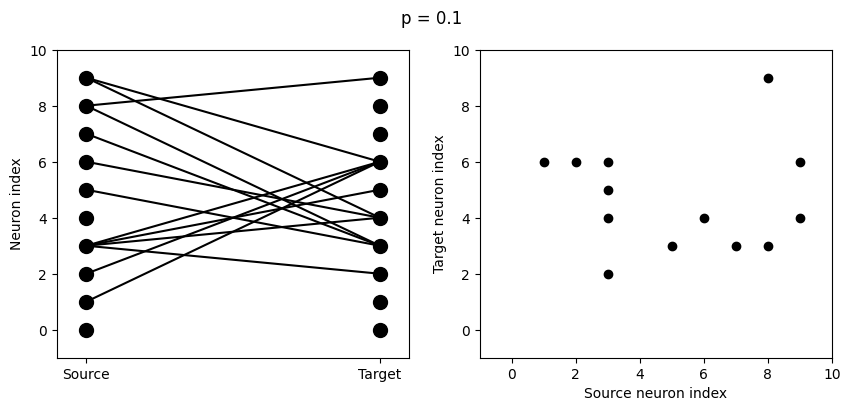 p = 0.1
Neuron index
10
8
6
4
2
0
Source Target
Target neuron index
10
8
6
4
2
0
0 2 4 6 8 10
Source neuron index